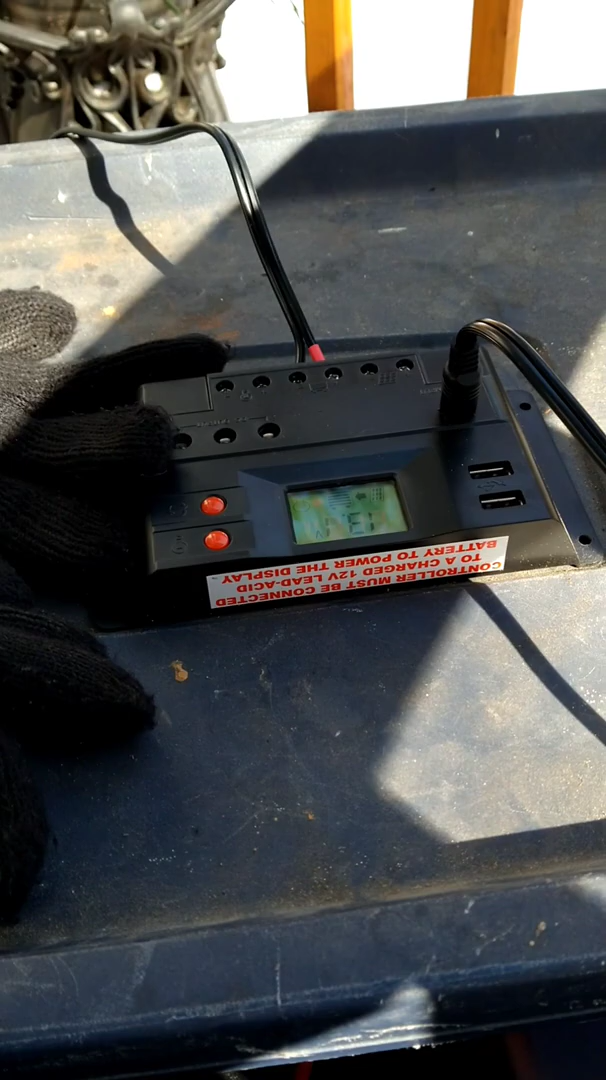 CONTROLLER MUST BE CONNECTED
TO A CHARGED 12V LEAD-ACID
BATTERY TO POWER THE DISPLAY